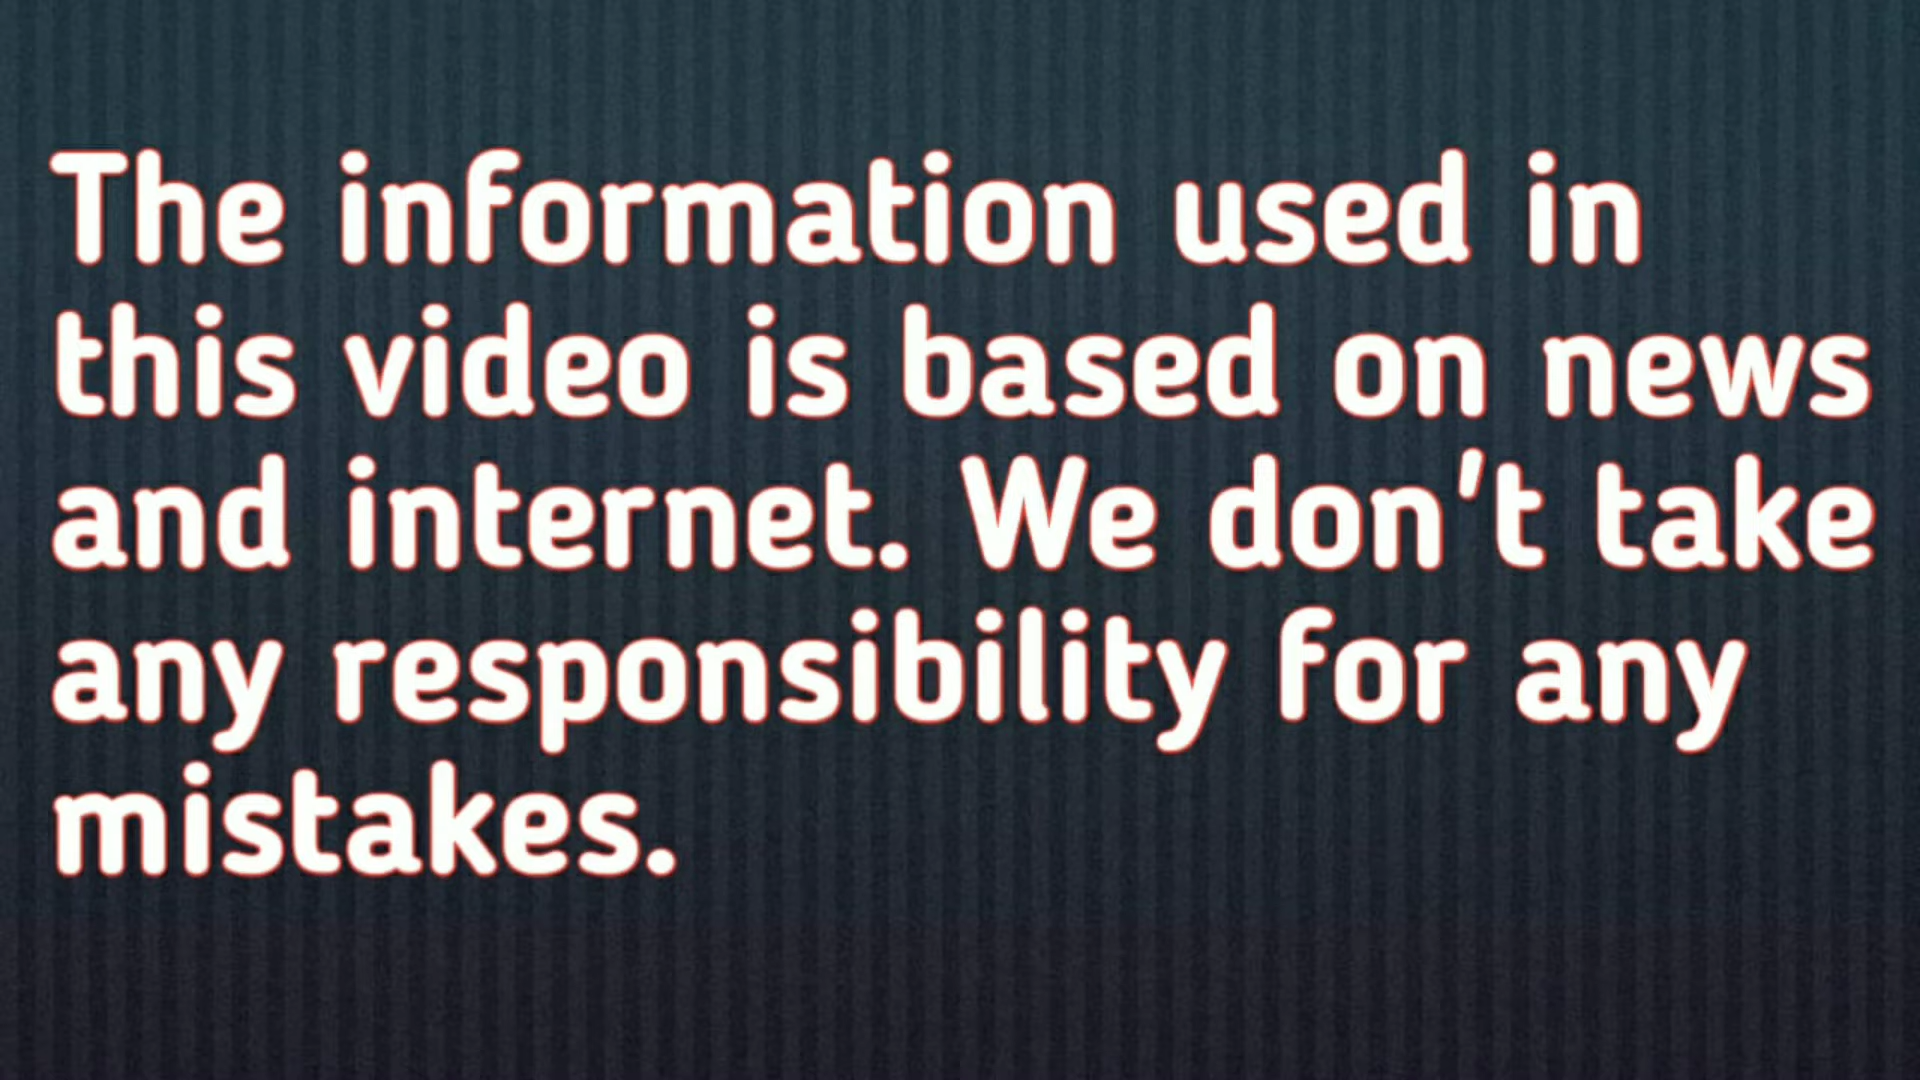 The information used in
this video is based on news
and internet. We don't take
any responsibility for any
mistakes.